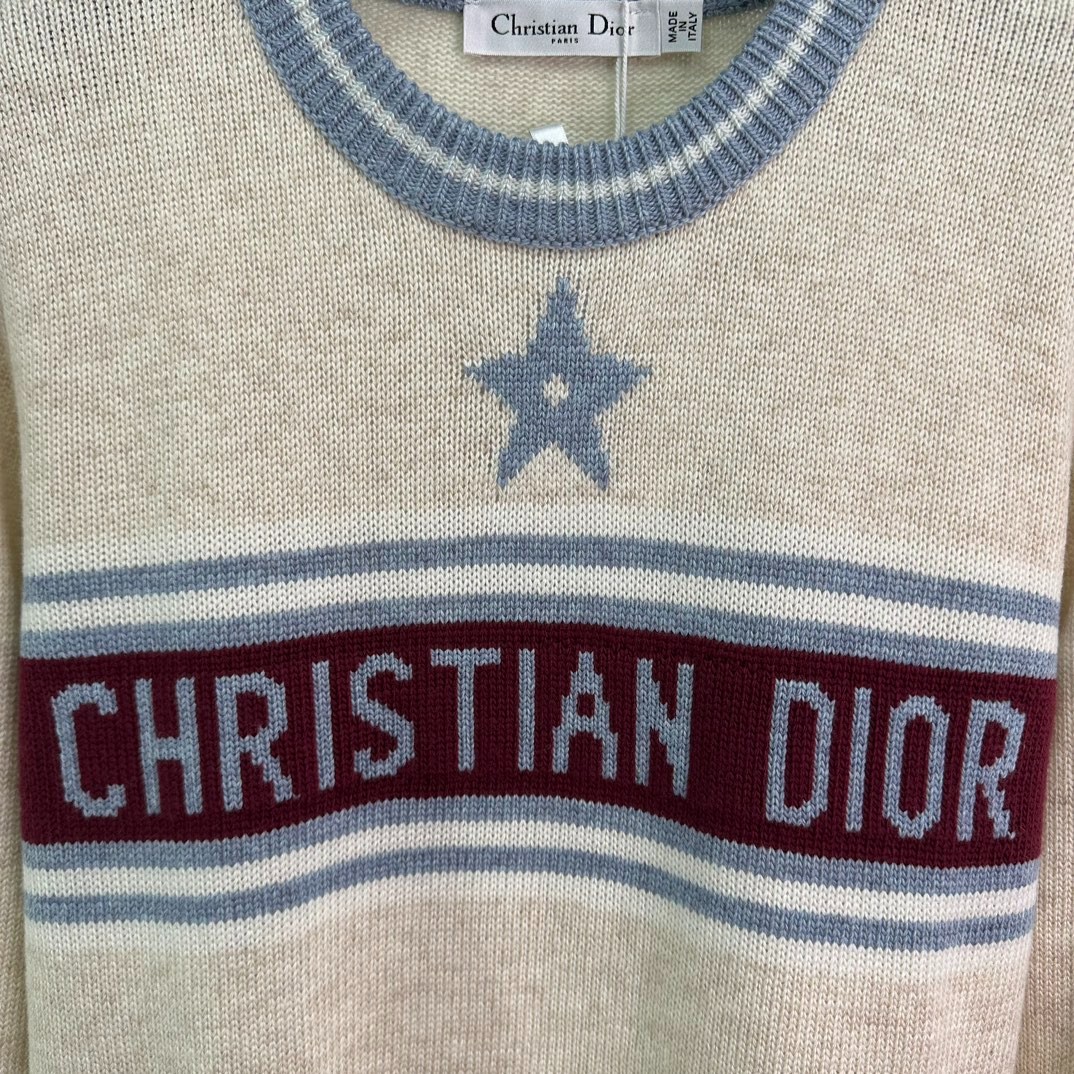 Christian Dior
PARIS
MADE
IN
ITALY
CHRISTIAN DIOR